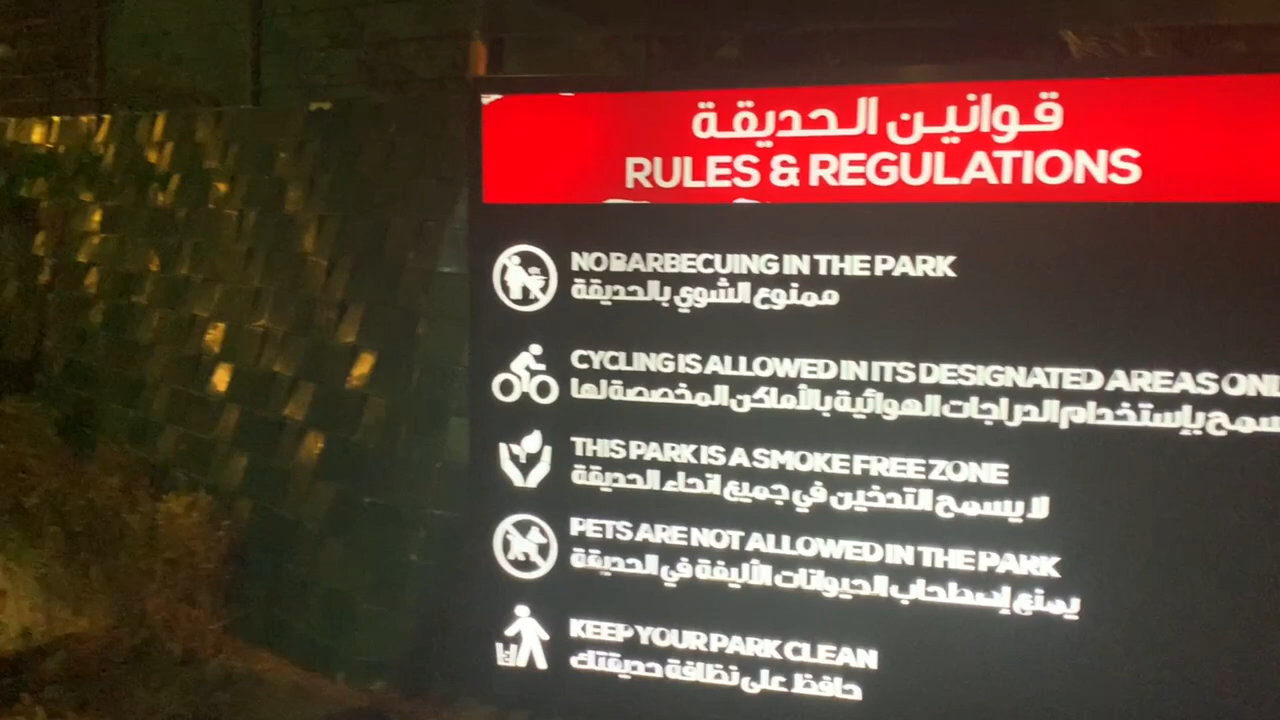 قوانين الحديقة
RULES & REGULATIONS
NO BARBECUING IN THE PARK
ممنوع الشوي بالحديقة
CYCLING IS ALLOWED IN ITS DESIGNATED AREAS
بإستخدام الدراجات الهوائية بالأماكن المخصصة لها
THIS PARK IS A SMOKE FREE ZONE
لا يسمح التدخين في جميع انحاء الحديقة
PETS ARE NOT ALLOWED IN THE PARK
يمنع إصطحاب الحيوانات الأليفة في الحديقة
KEEP YOUR PARK CLEAN
حافظ على نظافة حديقتك